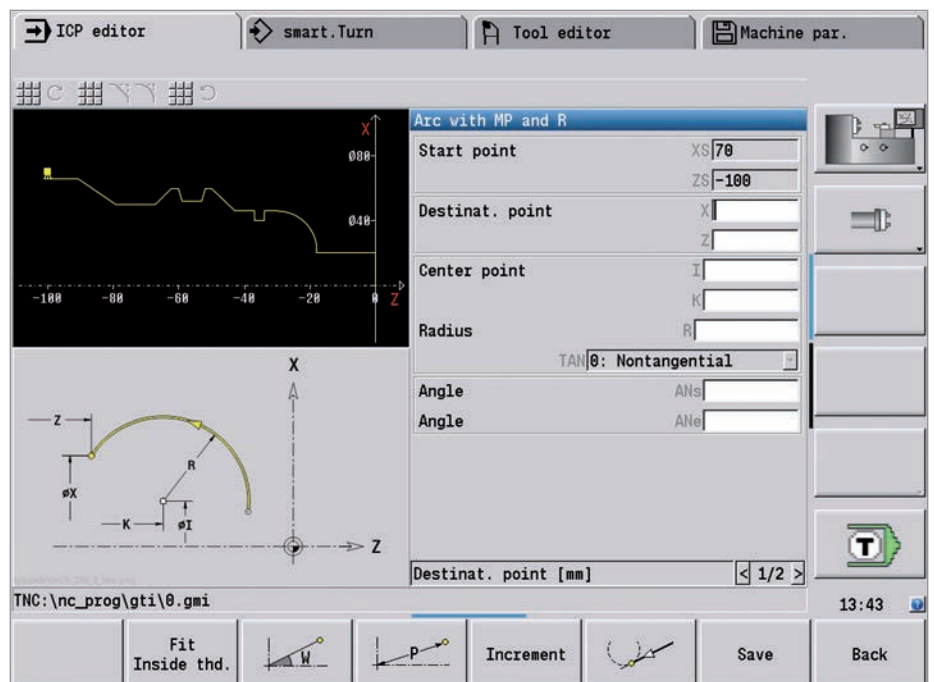 ICP editor
smart.Turn
Tool editor
Machine par.
Arc with MP and R
Start point XS 70
ZS -100
Destinat. point X
Z
Center point I
K
Radius R
TAN 0: Nontangential
Angle ANs
Angle ANe
Destinat. point [mm] < 1/2 >
X
Ø80
Ø40
-100 -80 -60 -40 -20 0 Z
X
Z
R
øX
K
øI
Z
T
TNC:\nc_prog\gti\0.gmi
13:43
Fit
Inside thd.
W
P
Increment
Save
Back